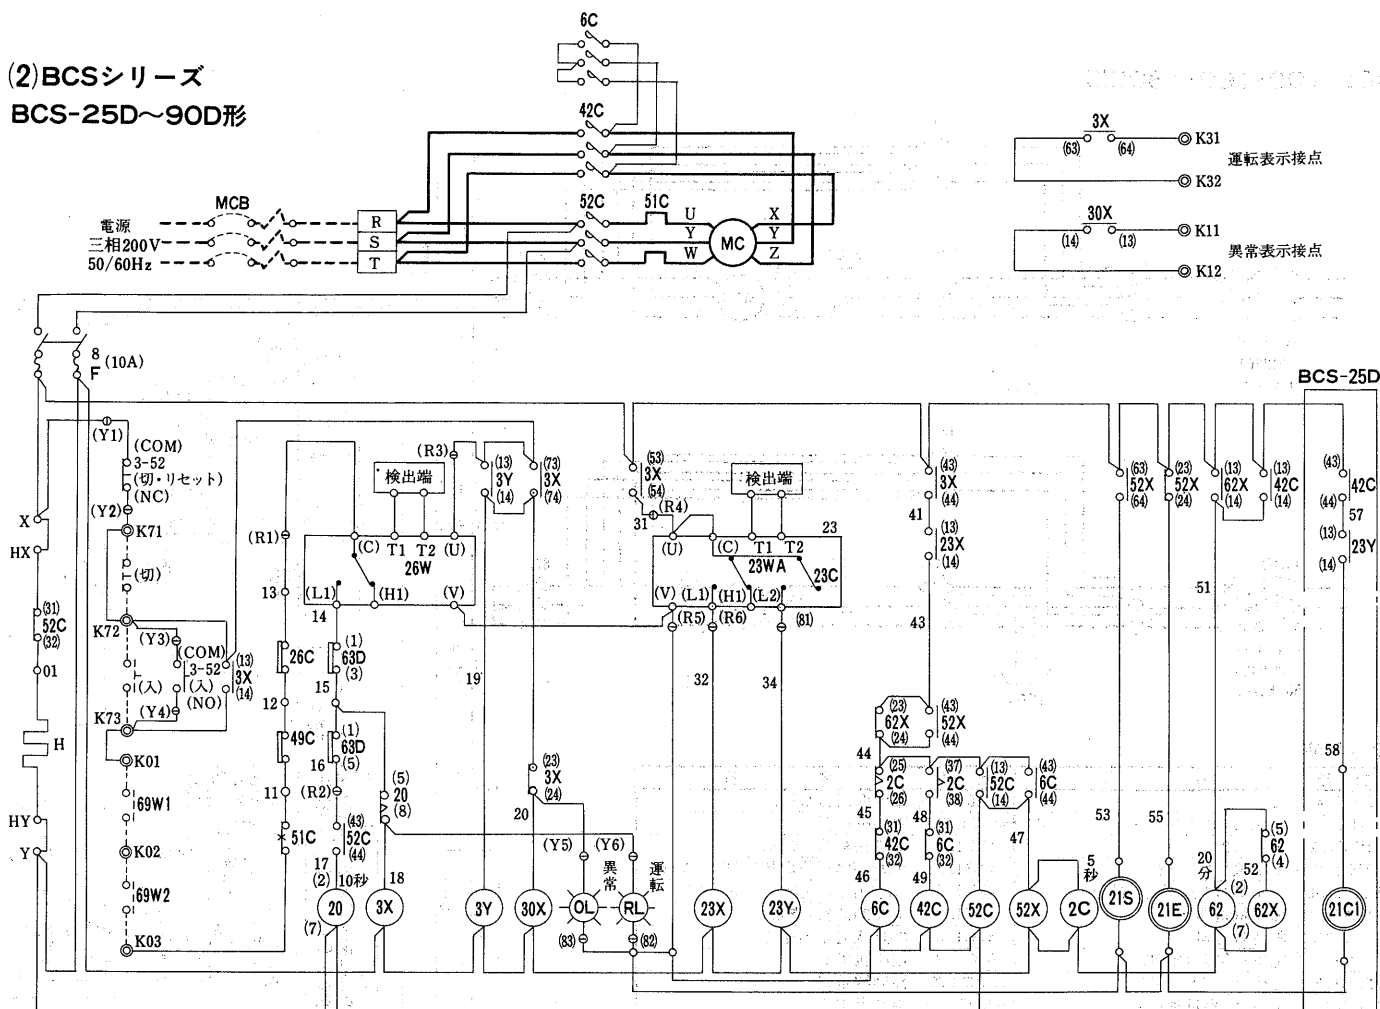 (2)BCSシリーズ
BCS-25D〜90D形
6C
42C
MCB
電源
三相200V
50/60Hz
R
S
T
52C
51C
U
Y
W
MC
X
Y
Z
3X
(63)
(64)
K31
運転表示接点
K32
30X
(14)
(13)
K11
異常表示接点
K12
8
F
(10A)
BCS-25D
(Y1)
(COM)
3-52
(切・リセット)
(NC)
(Y2)
K71
X
HX
(切)
(31)
52C
(32)
K72
(Y3)
(COM)
3-52
(入)
(NO)
(13)
3X
(14)
01
(入)
(Y4)
K73
H
K01
69W1
HY
K02
Y
69W2
K03
(R1)
13
26C
12
49C
11
51C
検出端
(C)
T1
T2
(U)
26W
(L1)
(H1)
(V)
14
(1)
63D
(3)
15
(1)
63D
(5)
16
(R2)
(43)
52C
(44)
17
(2)
10秒
20
(7)
(5)
20
(8)
18
3X
(R3)
(13)
3Y
(14)
(73)
3X
(74)
19
3Y
(23)
3X
(24)
20
30X
(Y5)
異常
OL
(83)
(Y6)
運転
RL
(82)
(53)
3X
(54)
31
(R4)
検出端
23
(U)
(C)
T1
T2
23WA
23C
(V)
(L1)
(H1)
(L2)
(R5)
(R6)
(81)
32
34
23X
23Y
(43)
3X
(44)
41
(13)
23X
(14)
43
(23)
62X
(24)
(43)
52X
(44)
44
(25)
2C
(26)
(37)
2C
(38)
(13)
52C
(14)
(43)
6C
(44)
45
(31)
42C
(32)
48
(31)
6C
(32)
47
46
49
6C
42C
52C
52X
5秒
2C
(63)
52X
(64)
(23)
52X
(24)
(13)
62X
(14)
(13)
42C
(14)
51
53
55
21S
21E
20分
(2)
62
(7)
52
(5)
62
(4)
62X
(43)
42C
(44)
57
(13)
23Y
(14)
58
21C1